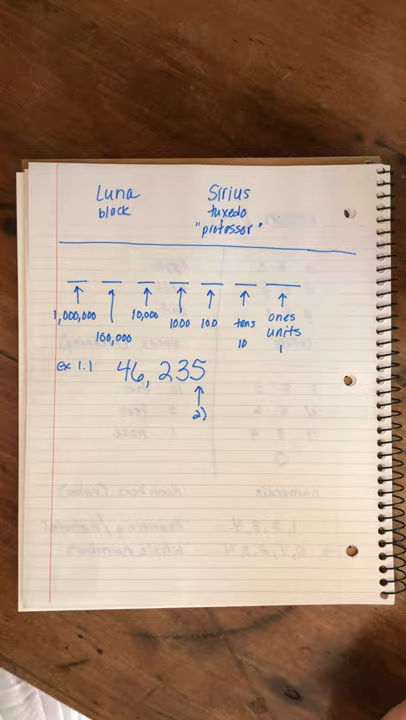 Luna Sirius
black tuxedo
"professor"
1,000,000 100,000 10,000 1000 100 tens 10 ones units 1
ex 1.1 46,235
a)